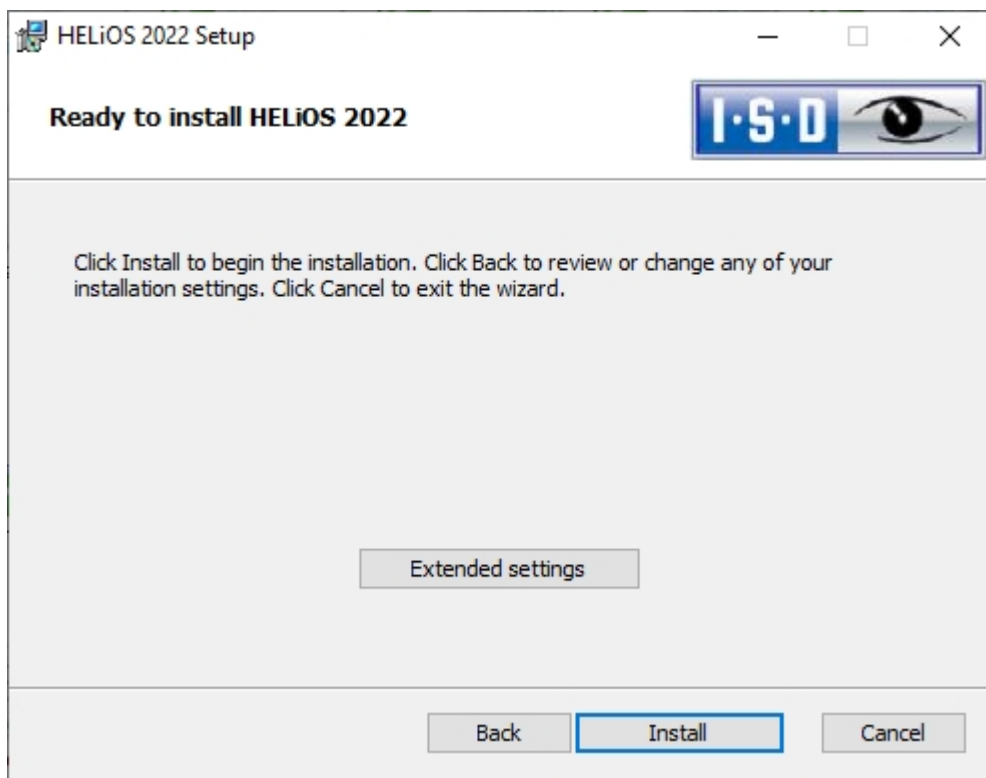 HELiOS 2022 Setup
Ready to install HELiOS 2022
I·S·D
Click Install to begin the installation. Click Back to review or change any of your
installation settings. Click Cancel to exit the wizard.
Extended settings
Back Install Cancel